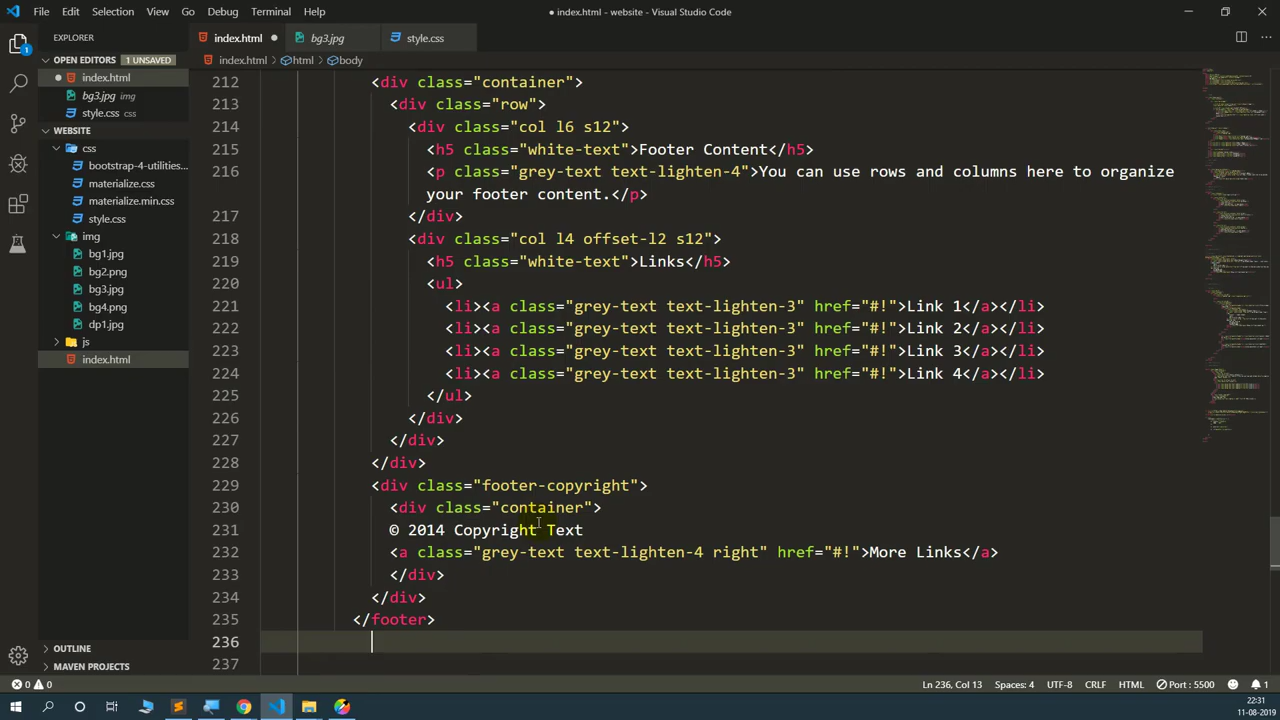 File Edit Selection View Go Debug Terminal Help
● index.html - website - Visual Studio Code
EXPLORER
OPEN EDITORS 1 UNSAVED
index.html
bg3.jpg img
style.css css
WEBSITE
css
bootstrap-4-utilities...
materialize.css
materialize.min.css
style.css
img
bg1.jpg
bg2.png
bg3.jpg
bg4.png
dp1.jpg
js
index.html
OUTLINE
MAVEN PROJECTS
index.html ● bg3.jpg style.css
index.html > html > body
212 <div class="container">
213 <div class="row">
214 <div class="col l6 s12">
215 <h5 class="white-text">Footer Content</h5>
216 <p class="grey-text text-lighten-4">You can use rows and columns here to organize
your footer content.</p>
217 </div>
218 <div class="col l4 offset-l2 s12">
219 <h5 class="white-text">Links</h5>
220 <ul>
221 <li><a class="grey-text text-lighten-3" href="#!">Link 1</a></li>
222 <li><a class="grey-text text-lighten-3" href="#!">Link 2</a></li>
223 <li><a class="grey-text text-lighten-3" href="#!">Link 3</a></li>
224 <li><a class="grey-text text-lighten-3" href="#!">Link 4</a></li>
225 </ul>
226 </div>
227 </div>
228 </div>
229 <div class="footer-copyright">
230 <div class="container">
231 © 2014 Copyright Text
232 <a class="grey-text text-lighten-4 right" href="#!">More Links</a>
233 </div>
234 </div>
235 </footer>
236
237
0 0
Ln 236, Col 13 Spaces: 4 UTF-8 CRLF HTML Port : 5500 1
22:31
11-08-2019